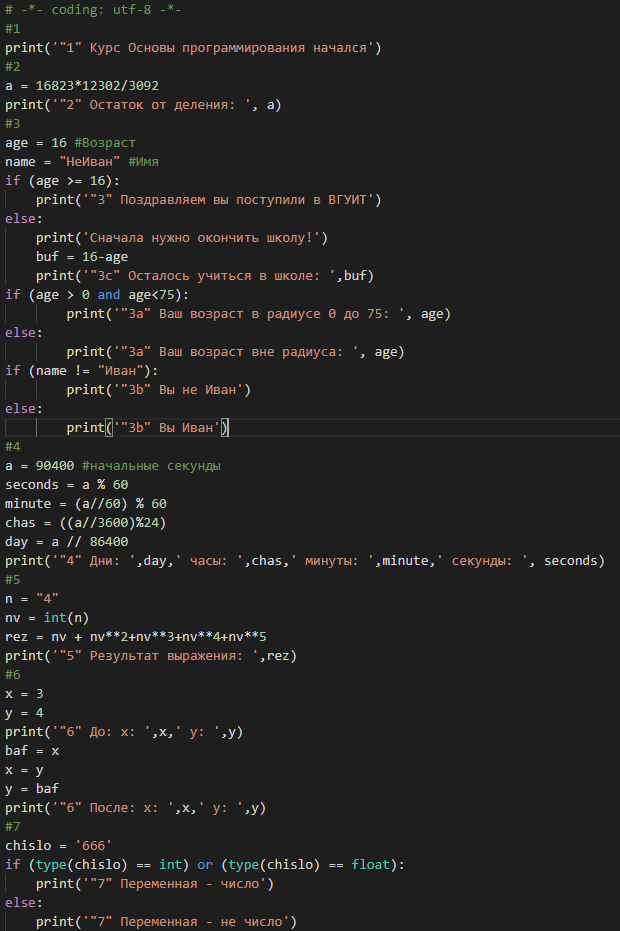 # -*- coding: utf-8 -*-
#1
print('"1" Курс Основы программирования начался')
#2
a = 16823*12302/3092
print('"2" Остаток от деления: ', a)
#3
age = 16 #Возраст
name = "НеИван" #Имя
if (age >= 16):
    print('"3" Поздравляем вы поступили в ВГУИТ')
else:
    print('Сначала нужно окончить школу!')
    buf = 16-age
    print('"3c" Осталось учиться в школе: ',buf)
if (age > 0 and age<75):
        print('"3a" Ваш возраст в радиусе 0 до 75: ', age)
else:
        print('"3a" Ваш возраст вне радиуса: ', age)
if (name != "Иван"):
        print('"3b" Вы не Иван')
else:
        print('"3b" Вы Иван')
#4
a = 90400 #начальные секунды
seconds = a % 60
minute = (a//60) % 60
chas = ((a//3600)%24)
day = a // 86400
print('"4" Дни: ',day,' часы: ',chas,' минуты: ',minute,' секунды: ', seconds)
#5
n = "4"
nv = int(n)
rez = nv + nv**2+nv**3+nv**4+nv**5
print('"5" Результат выражения: ',rez)
#6
x = 3
y = 4
print('"6" До: x: ',x,' y: ',y)
baf = x
x = y
y = baf
print('"6" После: x: ',x,' y: ',y)
#7
chislo = '666'
if (type(chislo) == int) or (type(chislo) == float):
    print('"7" Переменная - число')
else:
    print('"7" Переменная - не число')